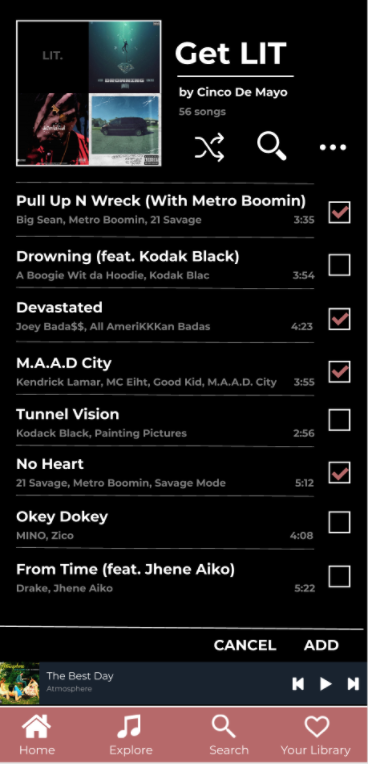 LIT.
DROWNING
Get LIT
by Cinco De Mayo
56 songs
Pull Up N Wreck (With Metro Boomin)
Big Sean, Metro Boomin, 21 Savage 3:35
Drowning (feat. Kodak Black)
A Boogie Wit da Hoodie, Kodak Blac 3:54
Devastated
Joey Bada$$, All AmeriKKKan Badas 4:23
M.A.A.D City
Kendrick Lamar, MC Eiht, Good Kid, M.A.A.D. City 3:55
Tunnel Vision
Kodack Black, Painting Pictures 2:56
No Heart
21 Savage, Metro Boomin, Savage Mode 5:12
Okey Dokey
MINO, Zico 4:08
From Time (feat. Jhene Aiko)
Drake, Jhene Aiko 5:22
CANCEL ADD
The Best Day
Atmosphere
Home Explore Search Your Library